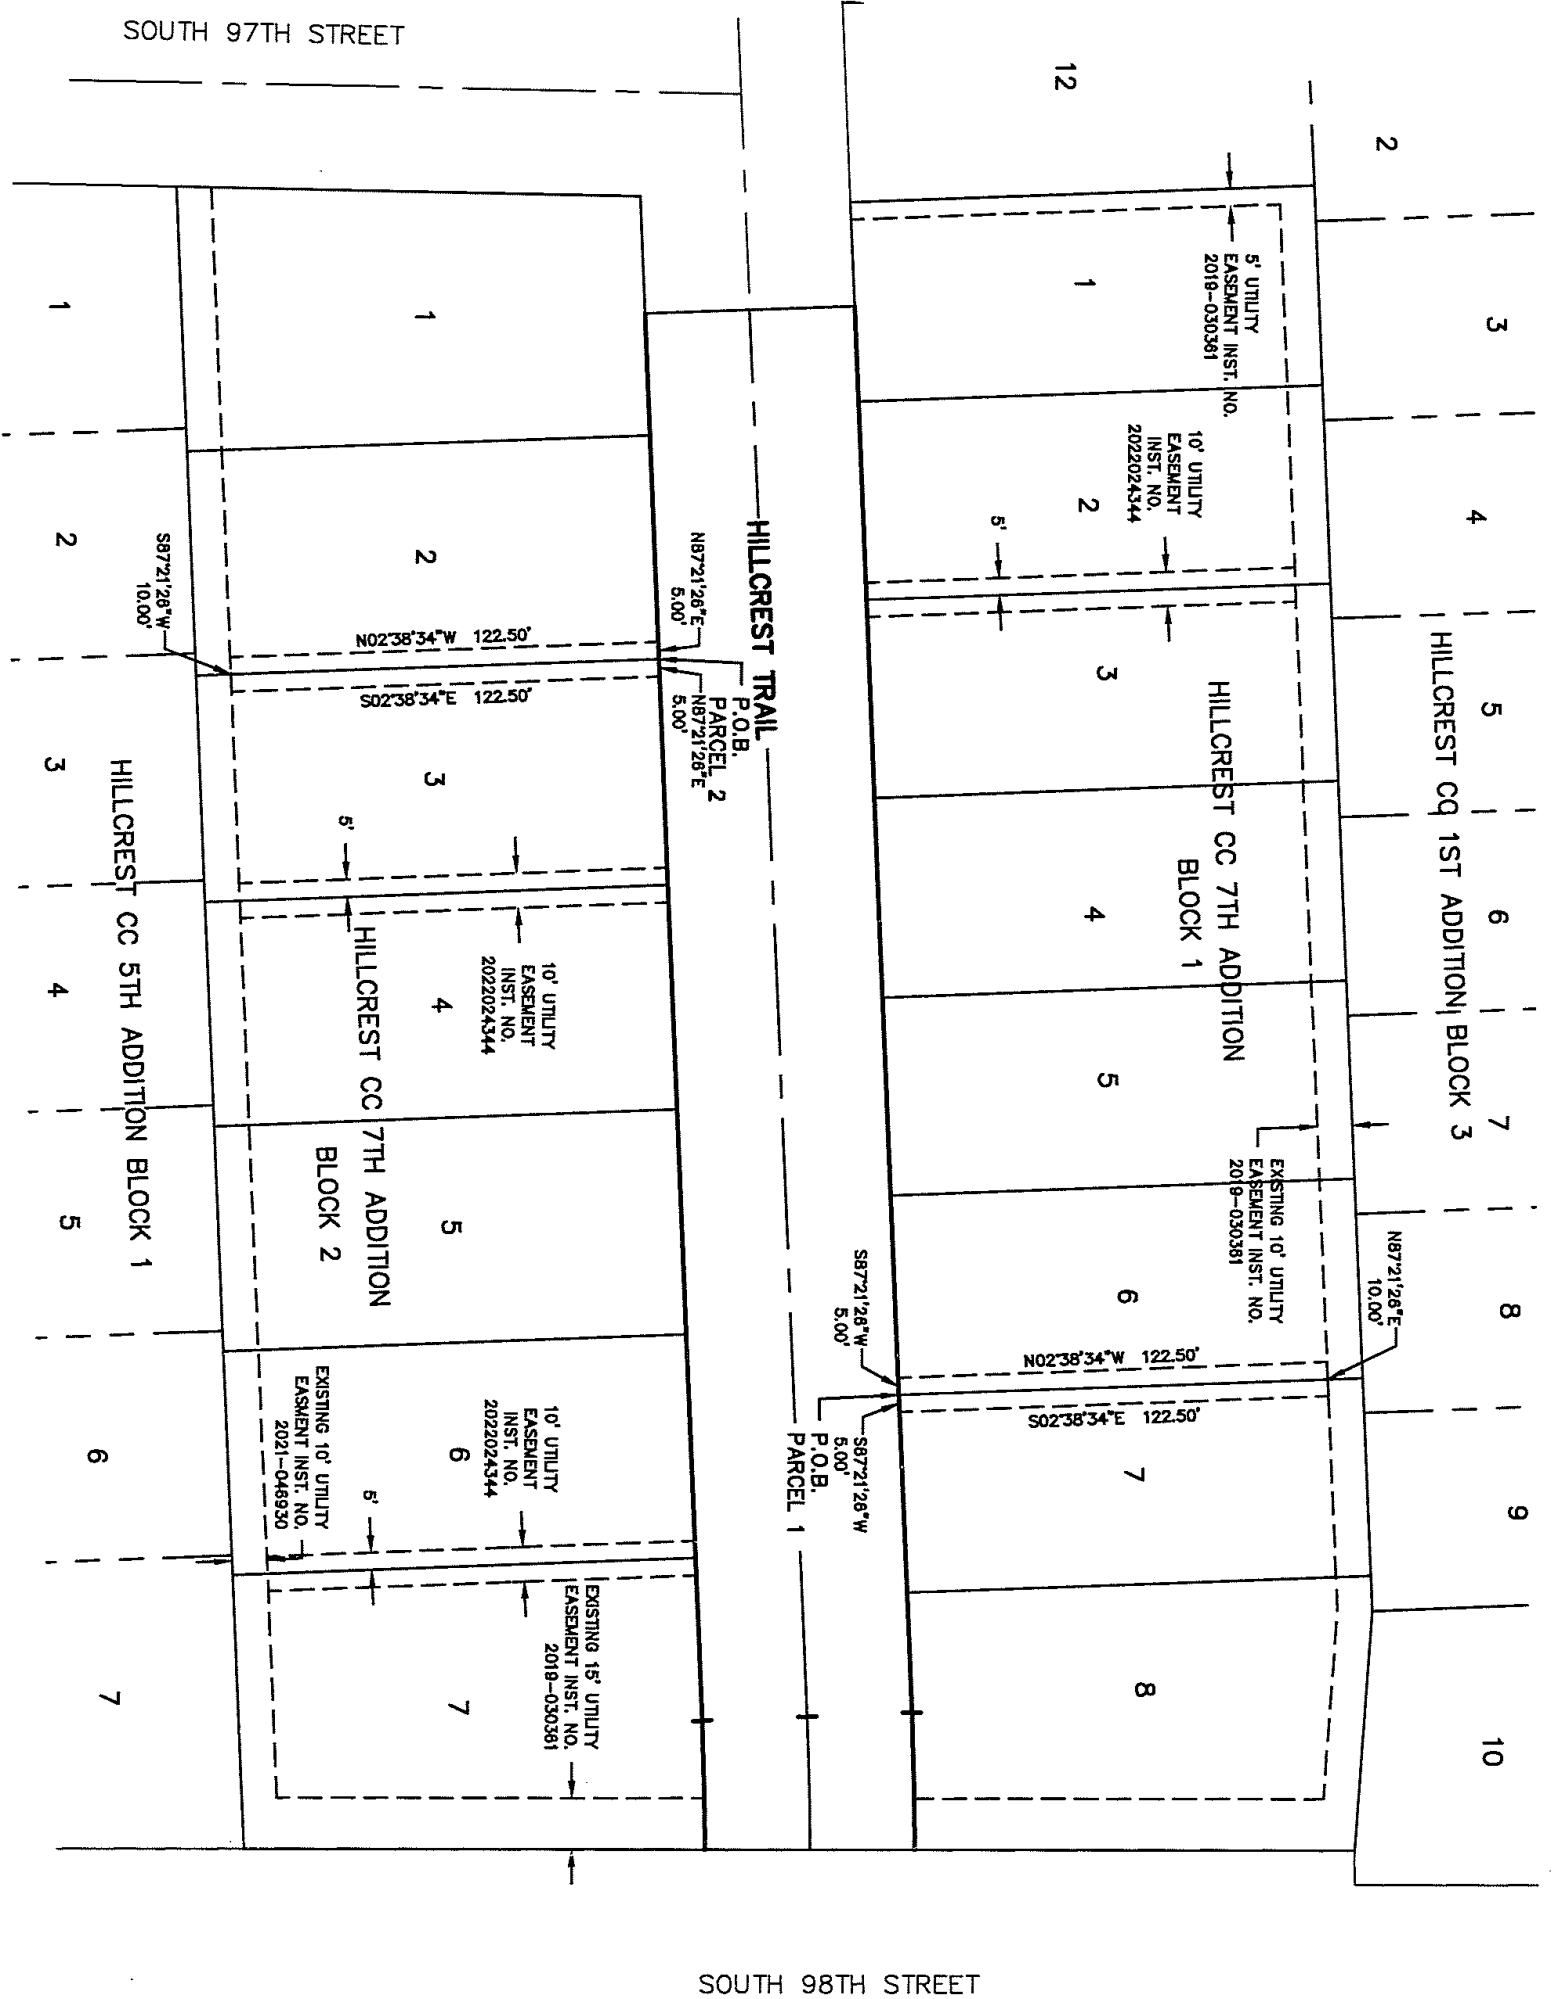 SOUTH 97TH STREET
12
2
3
4
5
6
7
8
9
10
HILLCREST CC 1ST ADDITION BLOCK 3
5' UTILITY
EASEMENT INST. NO.
2019-030361
1
10' UTILITY
EASEMENT
INST. NO.
2022024344
2
5'
3
HILLCREST CC 7TH ADDITION
BLOCK 1
4
5
EXISTING 10' UTILITY
EASEMENT INST. NO.
2019-030361
N87°21'26"E
10.00'
6
N02°38'34"W 122.50'
S02°38'34"E 122.50'
S87°21'26"W
5.00'
S87°21'26"W
5.00'
P.O.B.
PARCEL 1
7
8
HILLCREST TRAIL
N87°21'26"E
5.00'
P.O.B.
PARCEL 2
N87°21'26"E
5.00'
1
2
N02°38'34"W 122.50'
S02°38'34"E 122.50'
S87°21'26"W
10.00'
3
5'
10' UTILITY
EASEMENT
INST. NO.
2022024344
4
HILLCREST CC 7TH ADDITION
BLOCK 2
5
10' UTILITY
EASEMENT
INST. NO.
2022024344
6
5'
EXISTING 10' UTILITY
EASMENT INST. NO.
2021-046930
EXISTING 15' UTILITY
EASEMENT INST. NO.
2019-030361
7
1
2
3
HILLCREST CC 5TH ADDITION BLOCK 1
4
5
6
7
SOUTH 98TH STREET